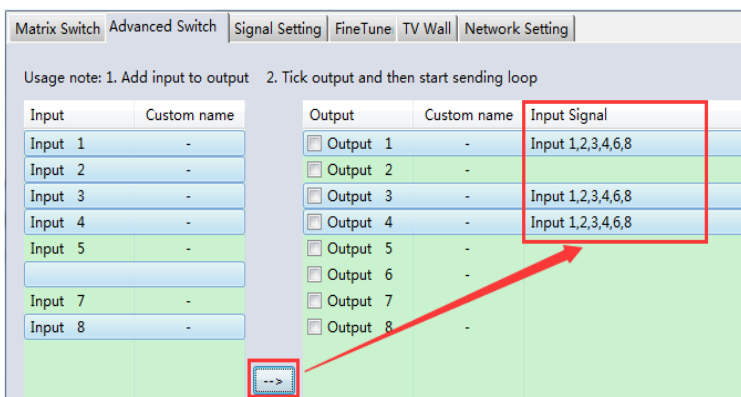 Matrix Switch Advanced Switch Signal Setting FineTune TV Wall Network Setting
Usage note: 1. Add input to output 2. Tick output and then start sending loop
Input Custom name Output Custom name Input Signal
Input 1 - Output 1 - Input 1,2,3,4,6,8
Input 2 - Output 2 -
Input 3 - Output 3 - Input 1,2,3,4,6,8
Input 4 - Output 4 - Input 1,2,3,4,6,8
Input 5 - Output 5 -
Output 6 -
Input 7 - Output 7
Input 8 - Output 8 -
-->